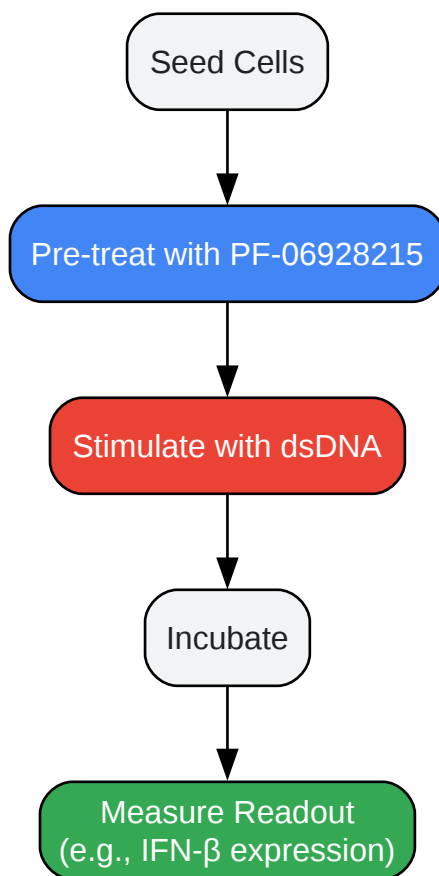 Seed Cells
Pre-treat with PF-06928215
Stimulate with dsDNA
Incubate
Measure Readout
(e.g., IFN-β expression)